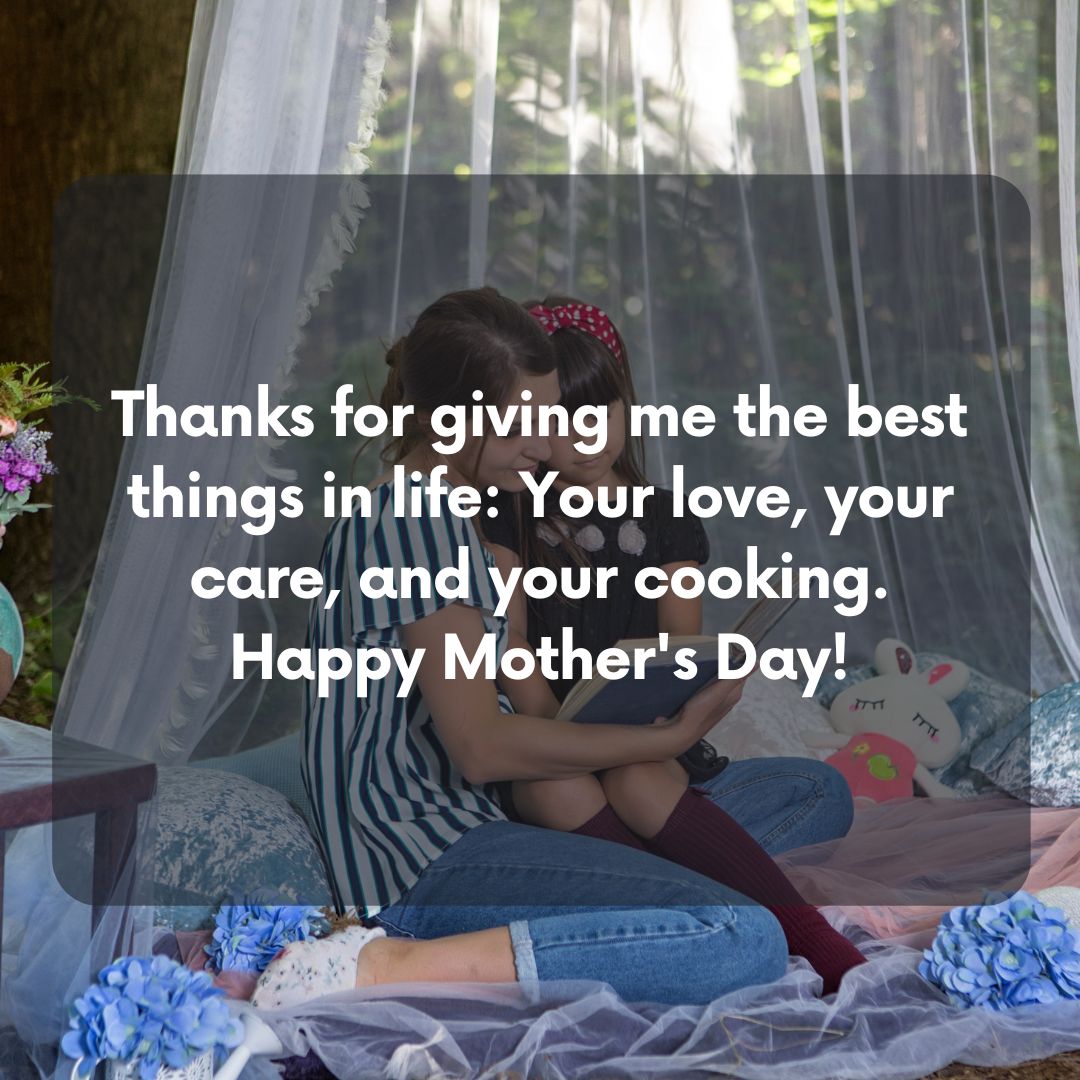 Thanks for giving me the best
things in life: Your love, your
care, and your cooking.
Happy Mother's Day!